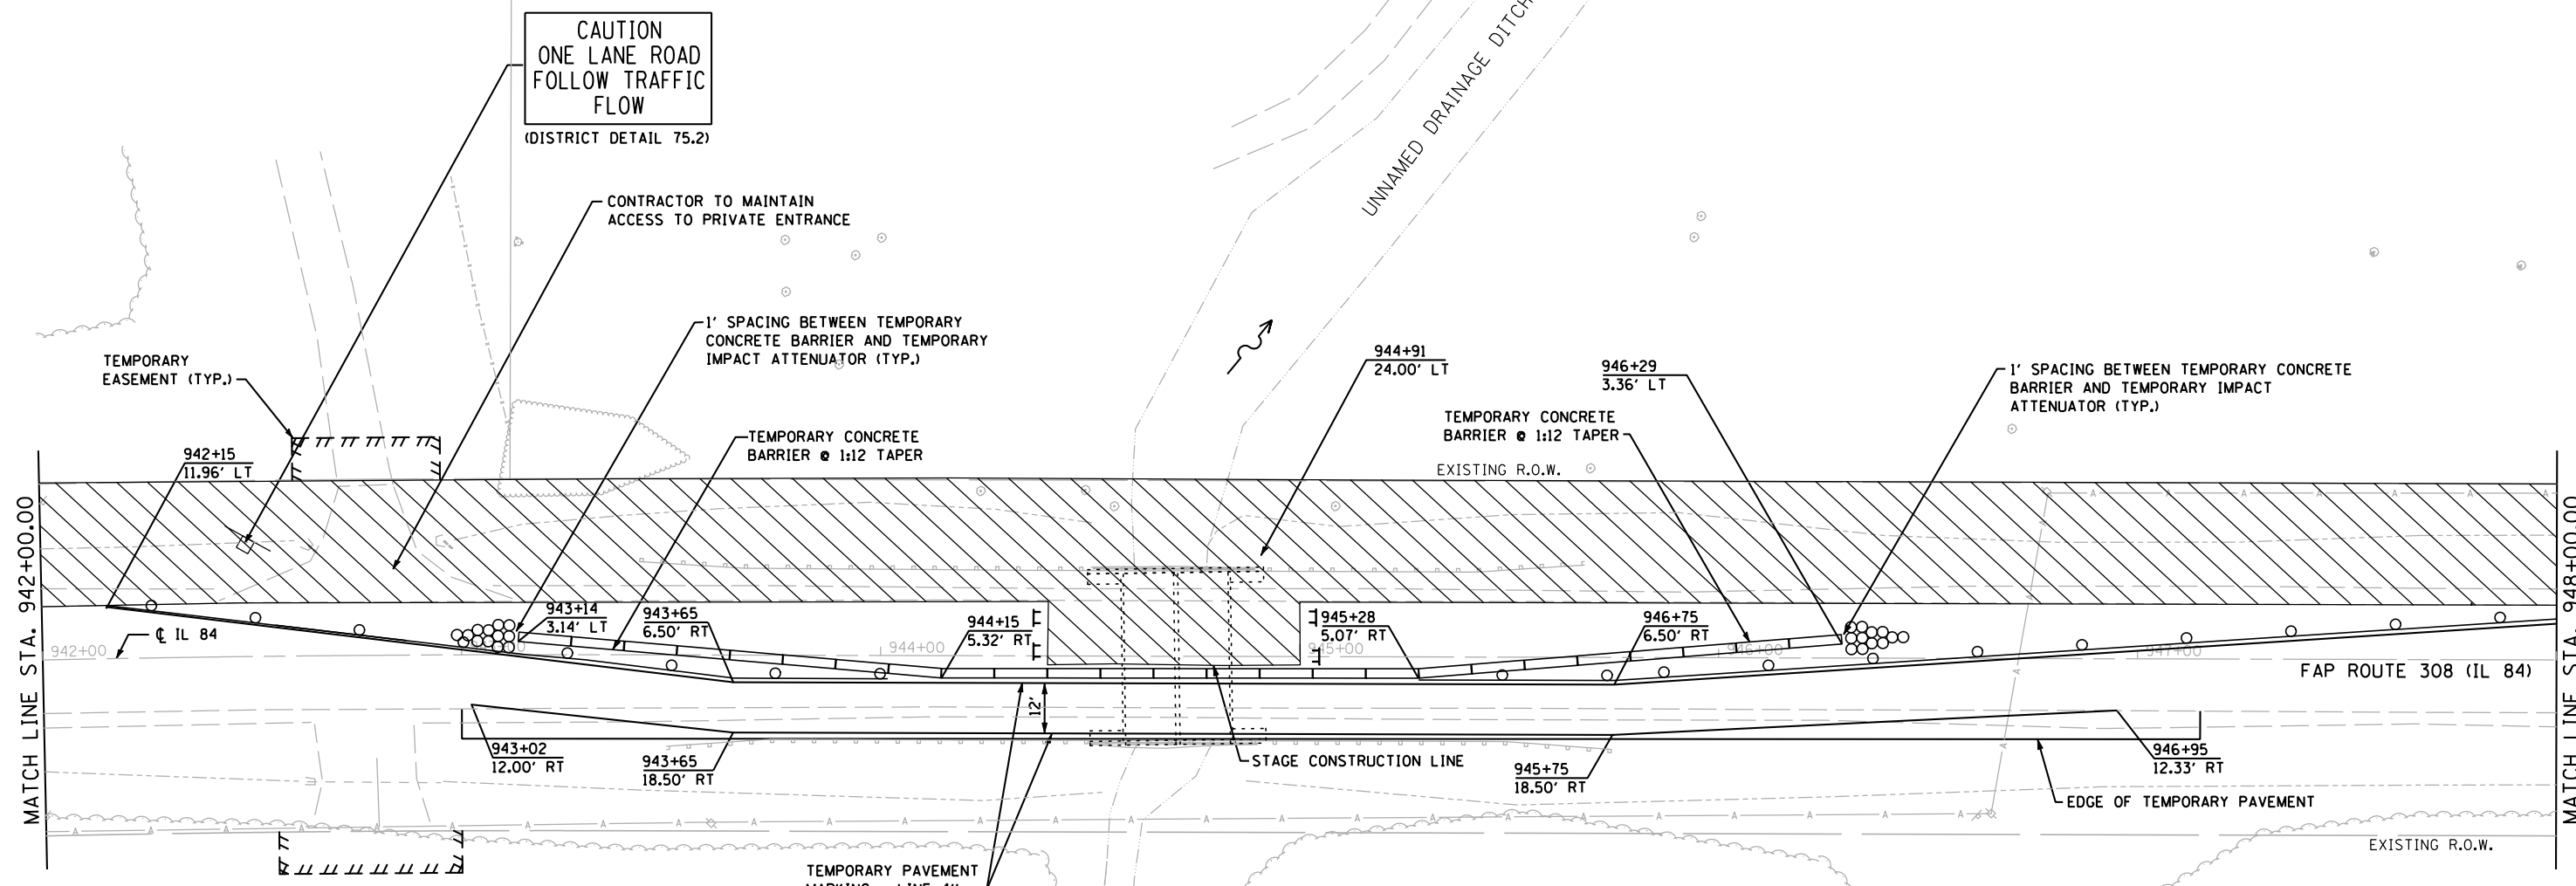 CAUTION
ONE LANE ROAD
FOLLOW TRAFFIC
FLOW
(DISTRICT DETAIL 75.2)
UNNAMED DRAINAGE DITCH
CONTRACTOR TO MAINTAIN
ACCESS TO PRIVATE ENTRANCE
1' SPACING BETWEEN TEMPORARY
CONCRETE BARRIER AND TEMPORARY
IMPACT ATTENUATOR (TYP.)
TEMPORARY
EASEMENT (TYP.)
944+91
24.00' LT
946+29
3.36' LT
1' SPACING BETWEEN TEMPORARY CONCRETE
BARRIER AND TEMPORARY IMPACT
ATTENUATOR (TYP.)
TEMPORARY CONCRETE
BARRIER @ 1:12 TAPER
TEMPORARY CONCRETE
BARRIER @ 1:12 TAPER
EXISTING R.O.W.
942+15
11.96' LT
MATCH LINE STA. 942+00.00
MATCH LINE STA. 948+00.00
℄ IL 84
942+00
943+14
3.14' LT
943+65
6.50' RT
944+00
944+15
5.32' RT
945+28
5.07' RT
945+00
946+75
6.50' RT
946+00
947+00
FAP ROUTE 308 (IL 84)
12'
943+02
12.00' RT
943+65
18.50' RT
STAGE CONSTRUCTION LINE
945+75
18.50' RT
946+95
12.33' RT
EDGE OF TEMPORARY PAVEMENT
EXISTING R.O.W.
TEMPORARY PAVEMENT